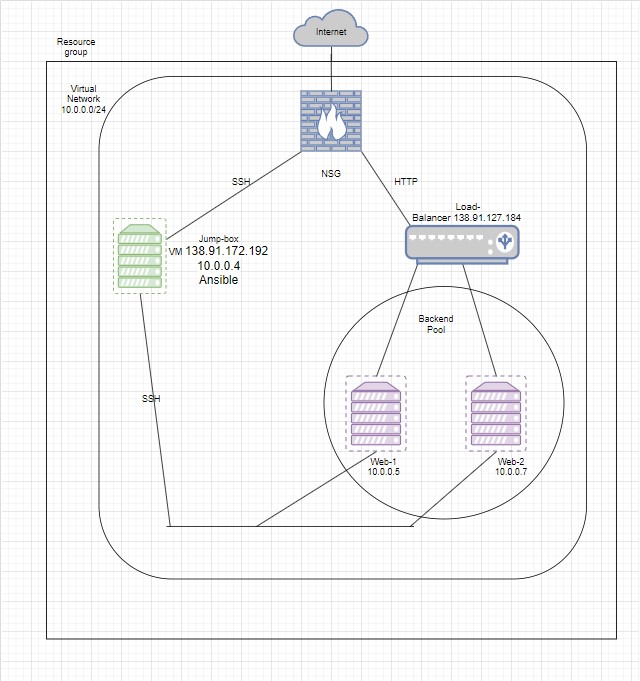 Internet
Resource
group
Virtual
Network
10.0.0.0/24
NSG
SSH
HTTP
Load-
Balancer 138.91.127.184
Jump-box
VM 138.91.172.192
10.0.0.4
Ansible
Backend
Pool
SSH
Web-1
10.0.0.5
Web-2
10.0.0.7